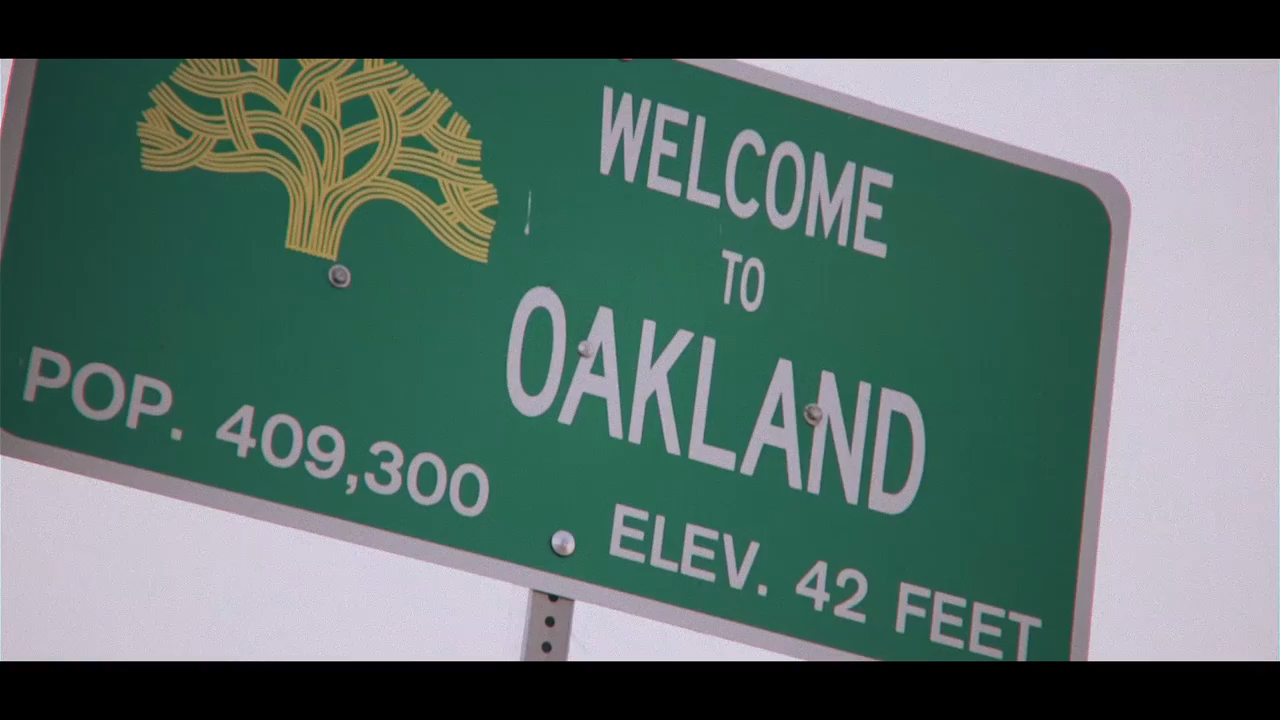 WELCOME
TO
OAKLAND
POP. 409,300
ELEV. 42 FEET